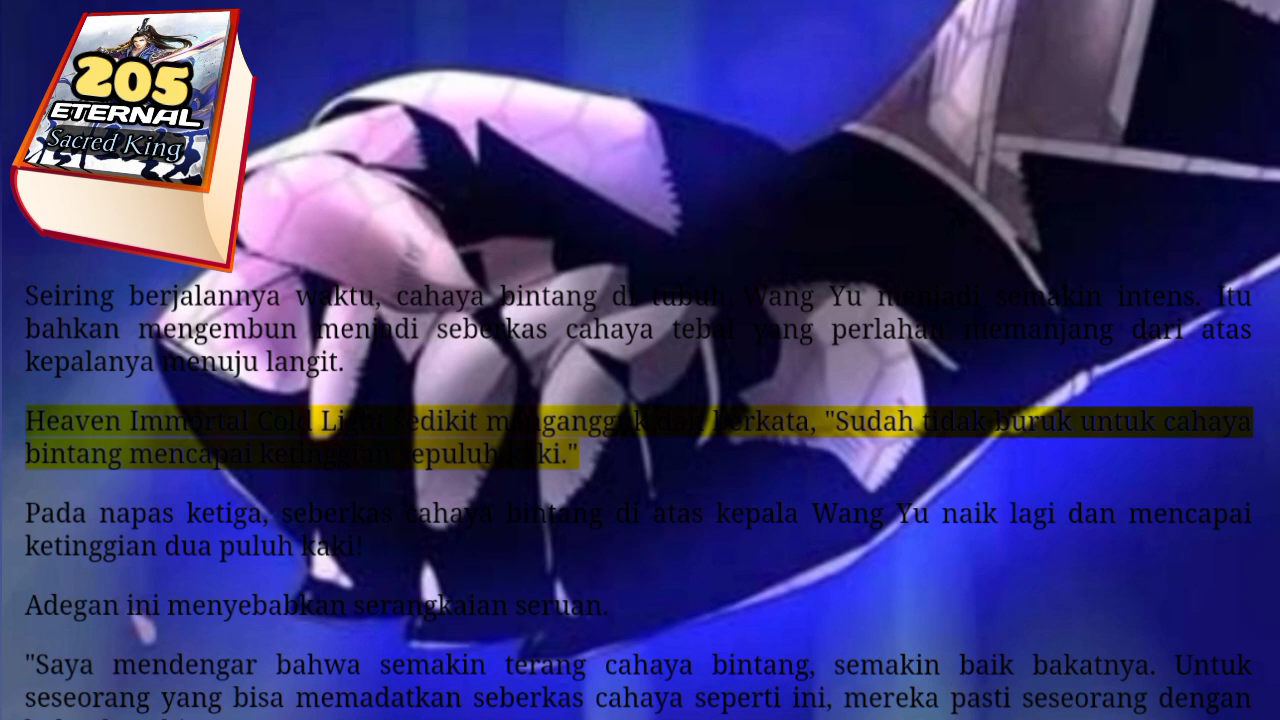 205
ETERNAL
Sacred King
Seiring berjalannya waktu, cahaya bintang di tubuh Wang Yu menjadi semakin intens. Itu
bahkan mengembun menjadi seberkas cahaya tebal yang perlahan memanjang dari atas
kepalanya menuju langit.
Heaven Immortal Cold Light sedikit mengangguk dan berkata, "Sudah tidak buruk untuk cahaya
bintang mencapai ketinggian sepuluh kaki."
Pada napas ketiga, seberkas cahaya bintang di atas kepala Wang Yu naik lagi dan mencapai
ketinggian dua puluh kaki!
Adegan ini menyebabkan serangkaian seruan.
"Saya mendengar bahwa semakin terang cahaya bintang, semakin baik bakatnya. Untuk
seseorang yang bisa memadatkan seberkas cahaya seperti ini, mereka pasti seseorang dengan